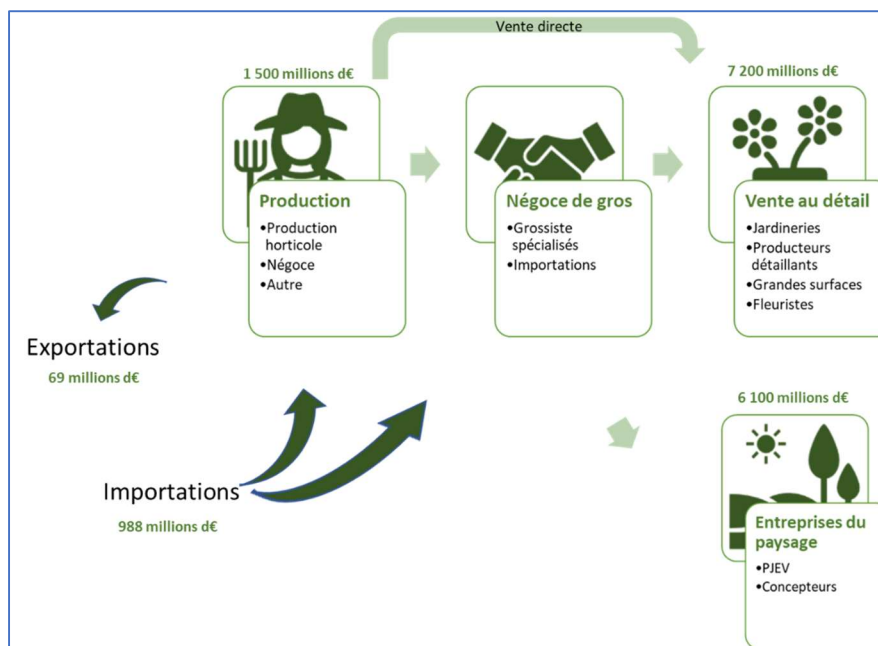 Vente directe
1 500 millions d€
7 200 millions d€
Production
•Production
horticole
•Négoce
•Autre
Négoce de gros
•Grossiste
spécialisés
•Importations
Vente au détail
•Jardineries
•Producteurs
détaillants
•Grandes surfaces
•Fleuristes
Exportations
69 millions d€
Importations
988 millions d€
6 100 millions d€
Entreprises du
paysage
•PJEV
•Concepteurs